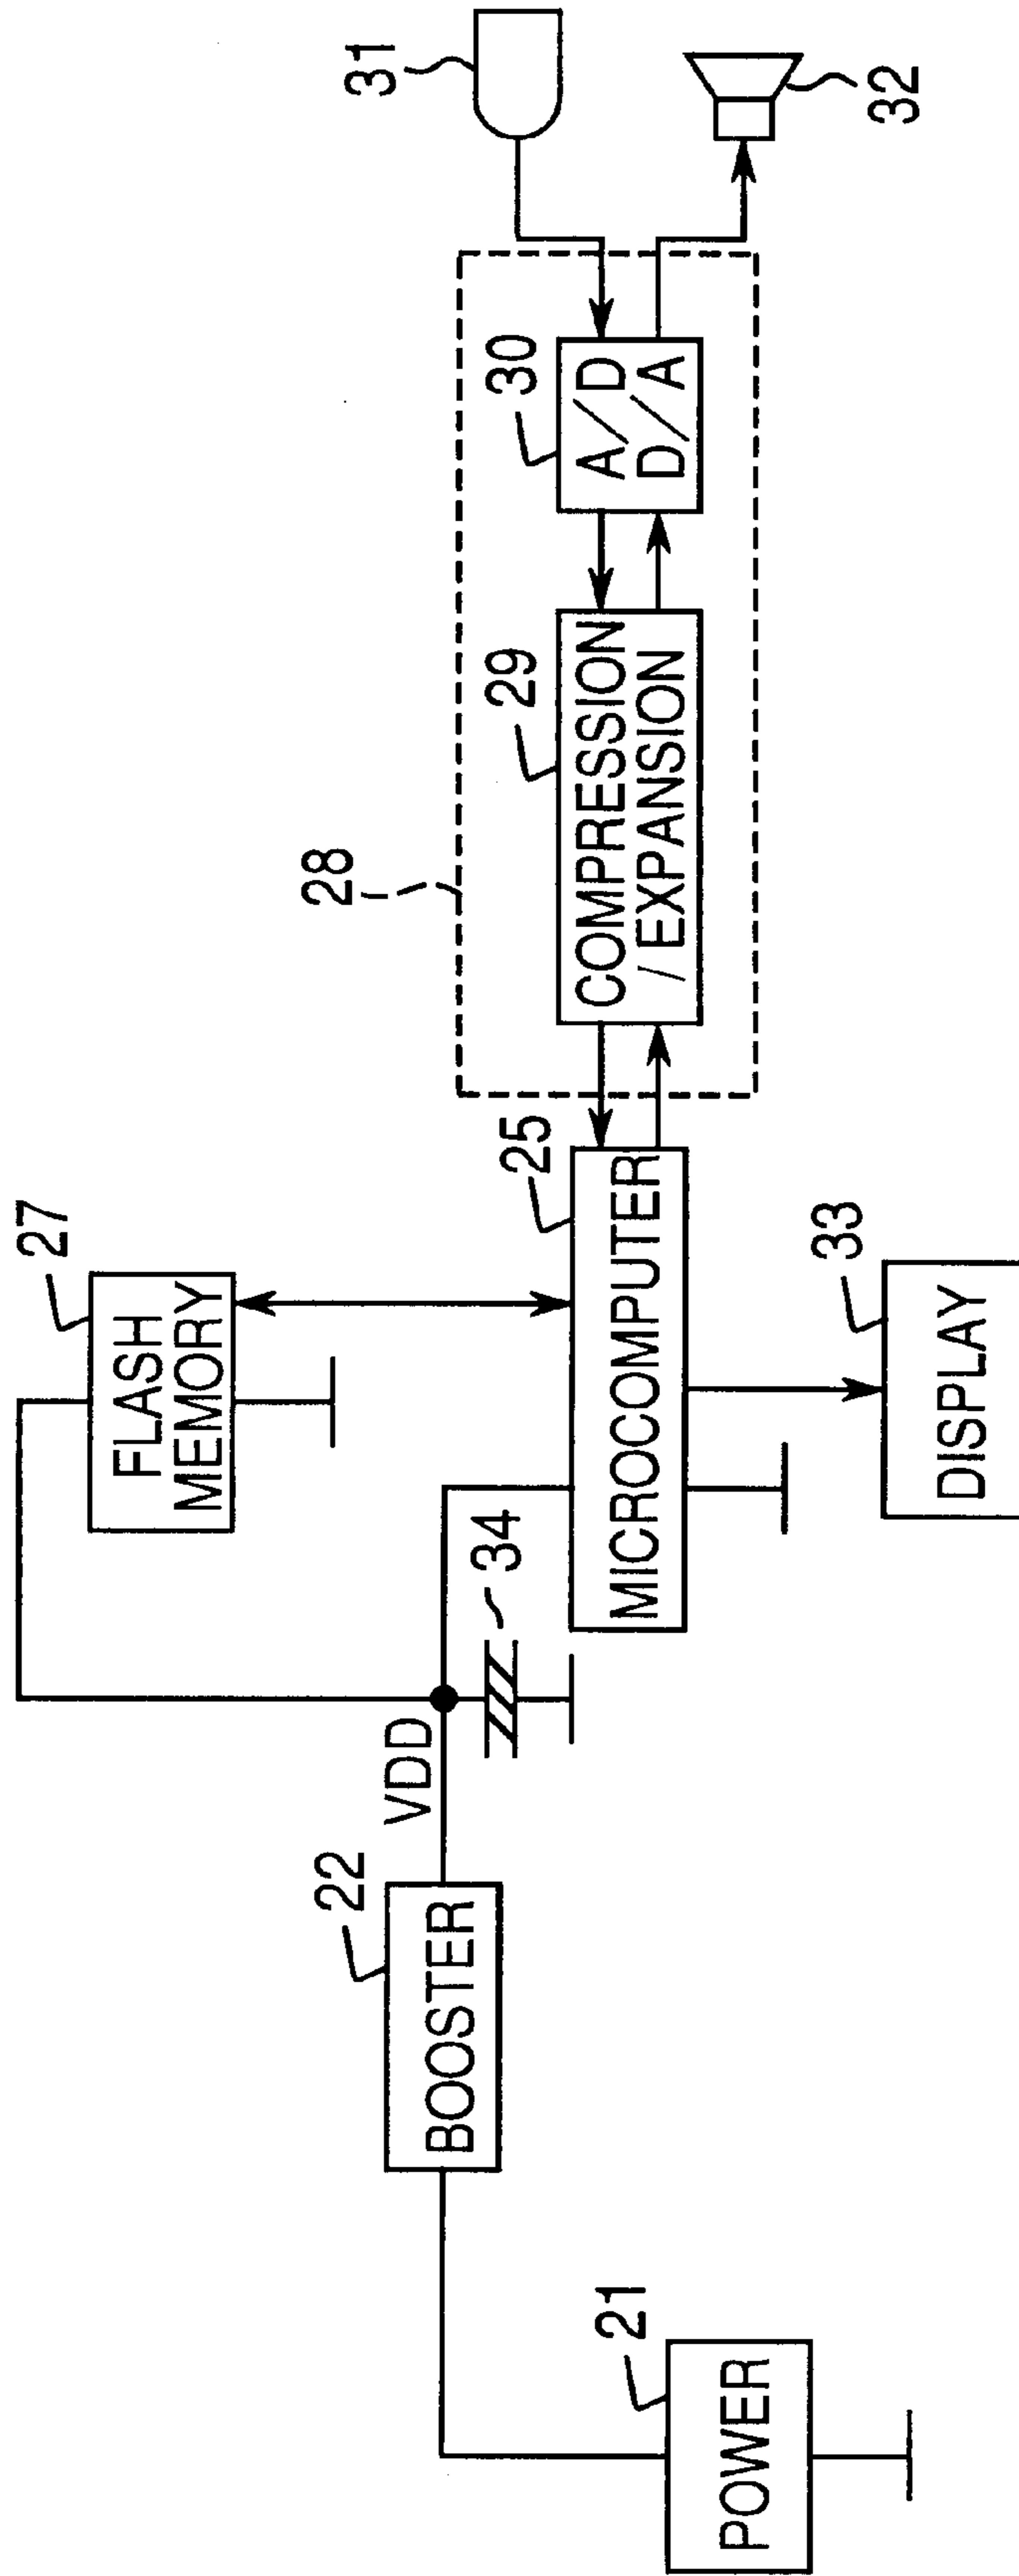 27
FLASH
MEMORY
21
POWER
22
BOOSTER
VDD
34
25
MICROCOMPUTER
33
DISPLAY
28
29
COMPRESSION
/ EXPANSION
30
A/D
D/A
31
32